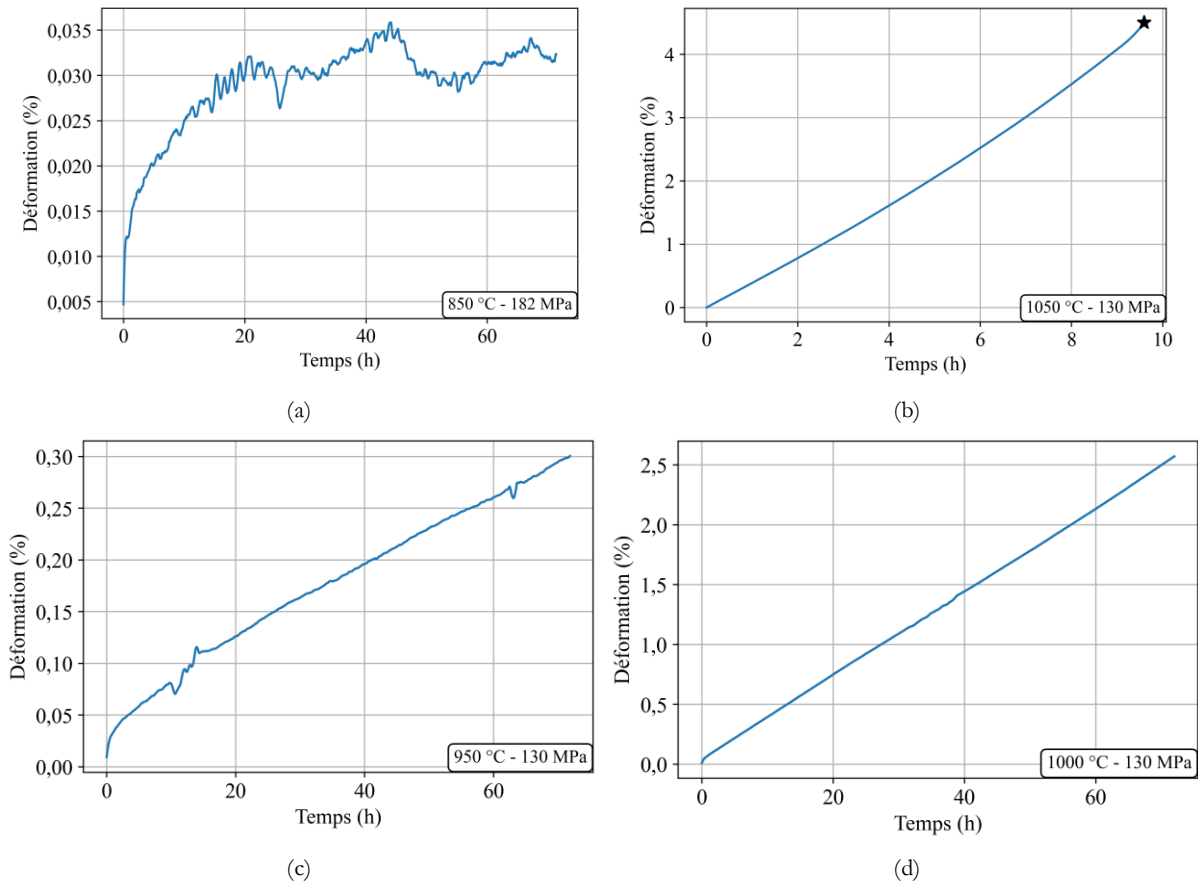 0,035
0,030
0,025
0,020
0,015
0,010
0,005
Déformation (%)
0 20 40 60
Temps (h)
850 °C - 182 MPa
(a)
4
3
2
1
0
Déformation (%)
0 2 4 6 8 10
Temps (h)
1050 °C - 130 MPa
(b)
0,30
0,25
0,20
0,15
0,10
0,05
0,00
Déformation (%)
0 20 40 60
Temps (h)
950 °C - 130 MPa
(c)
2,5
2,0
1,5
1,0
0,5
0,0
Déformation (%)
0 20 40 60
Temps (h)
1000 °C - 130 MPa
(d)